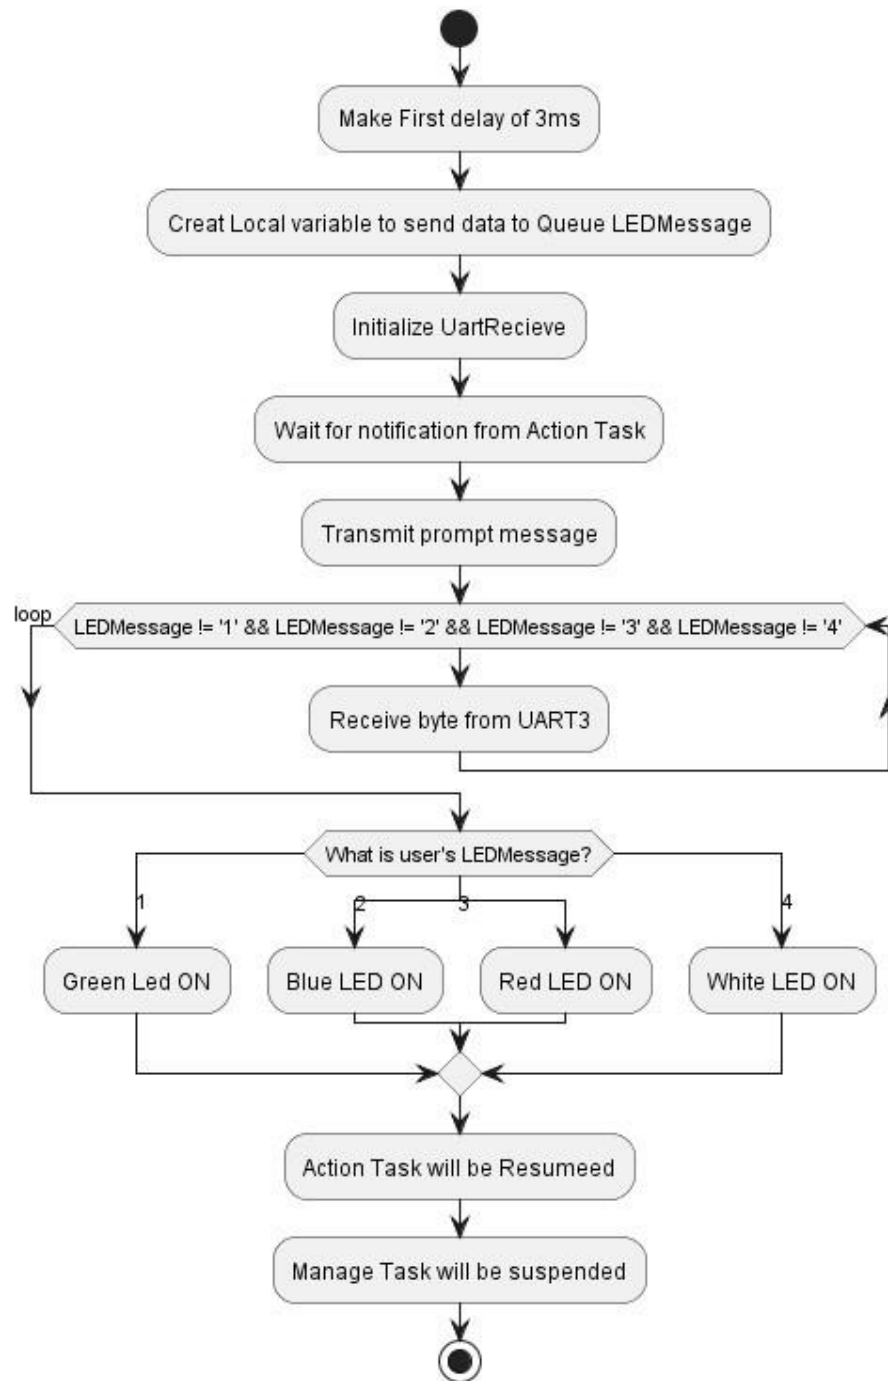 Make First delay of 3ms
Creat Local variable to send data to Queue LEDMessage
Initialize UartRecieve
Wait for notification from Action Task
Transmit prompt message
loop
LEDMessage != '1' && LEDMessage != '2' && LEDMessage != '3' && LEDMessage != '4'
Receive byte from UART3
What is user's LEDMessage?
1
2
3
4
Green Led ON
Blue LED ON
Red LED ON
White LED ON
Action Task will be Resumeed
Manage Task will be suspended